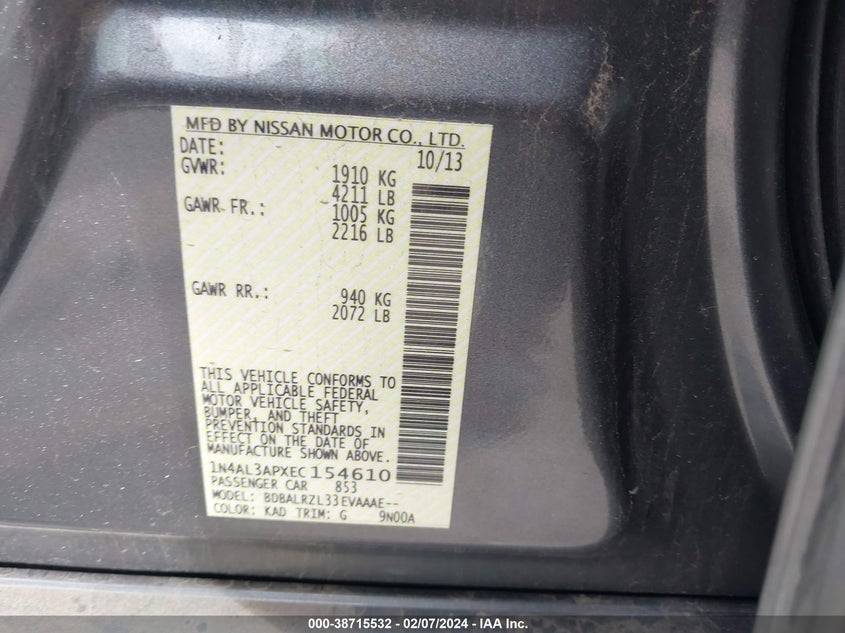 MFD BY NISSAN MOTOR CO., LTD.
DATE: 10/13
GVWR: 1910 KG
4211 LB
GAWR FR.: 1005 KG
2216 LB
GAWR RR.: 940 KG
2072 LB
THIS VEHICLE CONFORMS TO
ALL APPLICABLE FEDERAL
MOTOR VEHICLE SAFETY,
BUMPER, AND THEFT
PREVENTION STANDARDS IN
EFFECT ON THE DATE OF
MANUFACTURE SHOWN ABOVE.
1N4AL3APXEC154610
PASSENGER CAR 853
MODEL: BDBALRZL33EVAAAE--
COLOR: KAD TRIM: G 9N00A
000-38715532 - 02/07/2024 - IAA Inc.